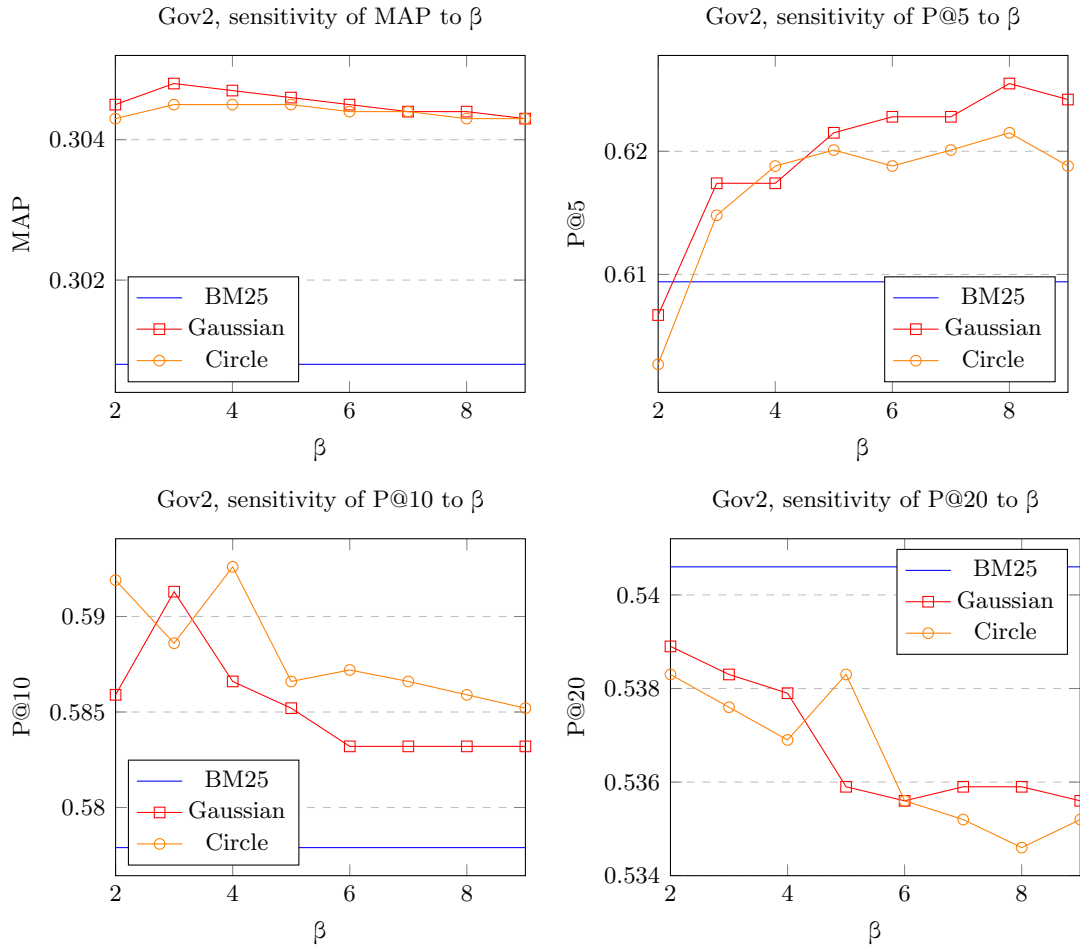 Gov2, sensitivity of MAP to β
MAP
0.304
0.302
BM25
Gaussian
Circle
2 4 6 8
β
Gov2, sensitivity of P@5 to β
P@5
0.62
0.61
BM25
Gaussian
Circle
2 4 6 8
β
Gov2, sensitivity of P@10 to β
P@10
0.59
0.585
0.58
BM25
Gaussian
Circle
2 4 6 8
β
Gov2, sensitivity of P@20 to β
P@20
0.54
0.538
0.536
0.534
BM25
Gaussian
Circle
2 4 6 8
β